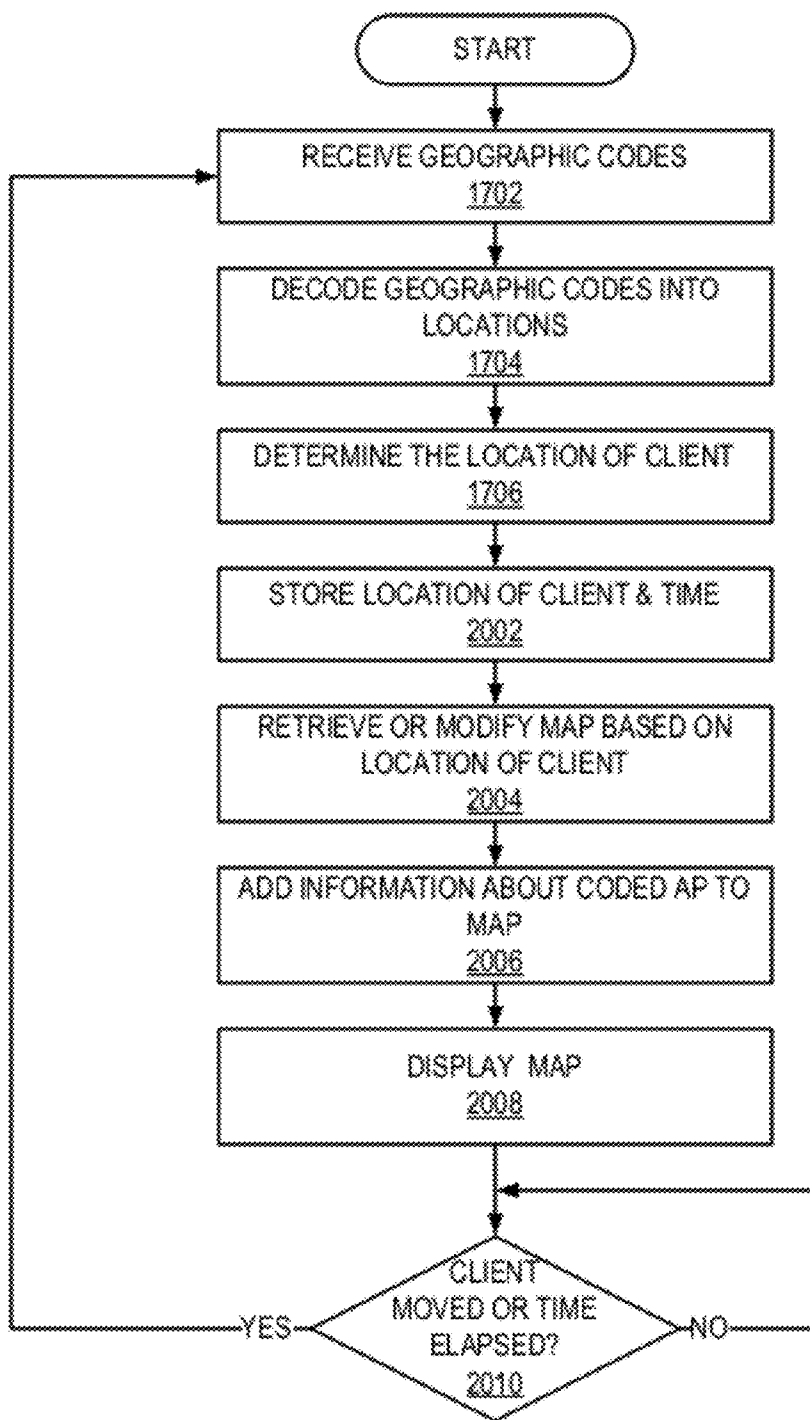 START
RECEIVE GEOGRAPHIC CODES
1702
DECODE GEOGRAPHIC CODES INTO
LOCATIONS
1704
DETERMINE THE LOCATION OF CLIENT
1706
STORE LOCATION OF CLIENT & TIME
2002
RETRIEVE OR MODIFY MAP BASED ON
LOCATION OF CLIENT
2004
ADD INFORMATION ABOUT CODED AP TO
MAP
2006
DISPLAY MAP
2008
CLIENT
MOVED OR TIME
ELAPSED?
2010
YES
NO